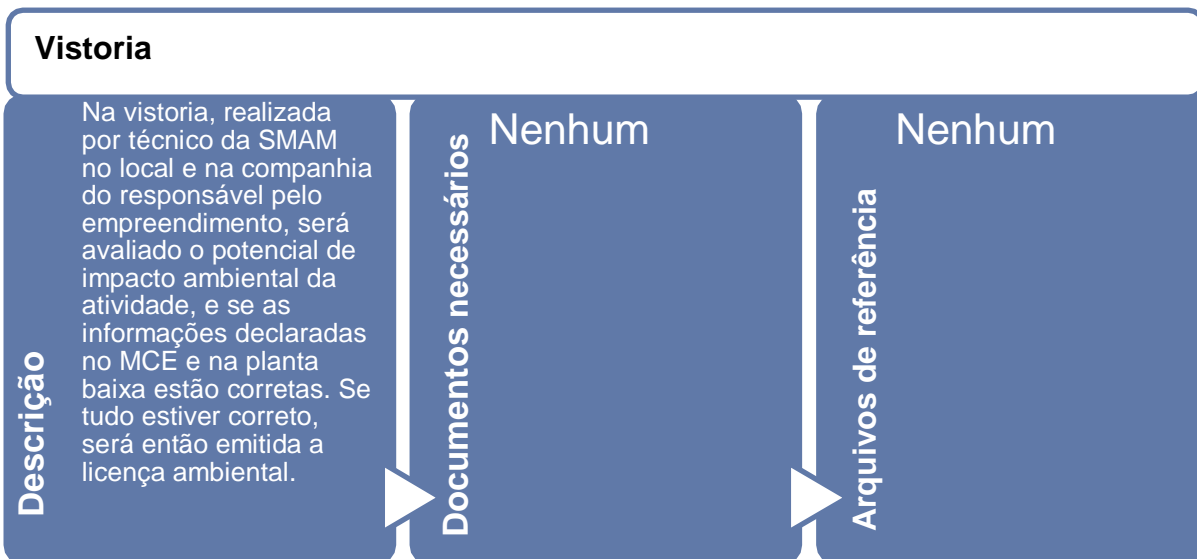 Vistoria
Descrição
Na vistoria, realizada
por técnico da SMAM
no local e na companhia
do responsável pelo
empreendimento, será
avaliado o potencial de
impacto ambiental da
atividade, e se as
informações declaradas
no MCE e na planta
baixa estão corretas. Se
tudo estiver correto,
será então emitida a
licença ambiental.
Documentos necessários
Nenhum
Arquivos de referência
Nenhum